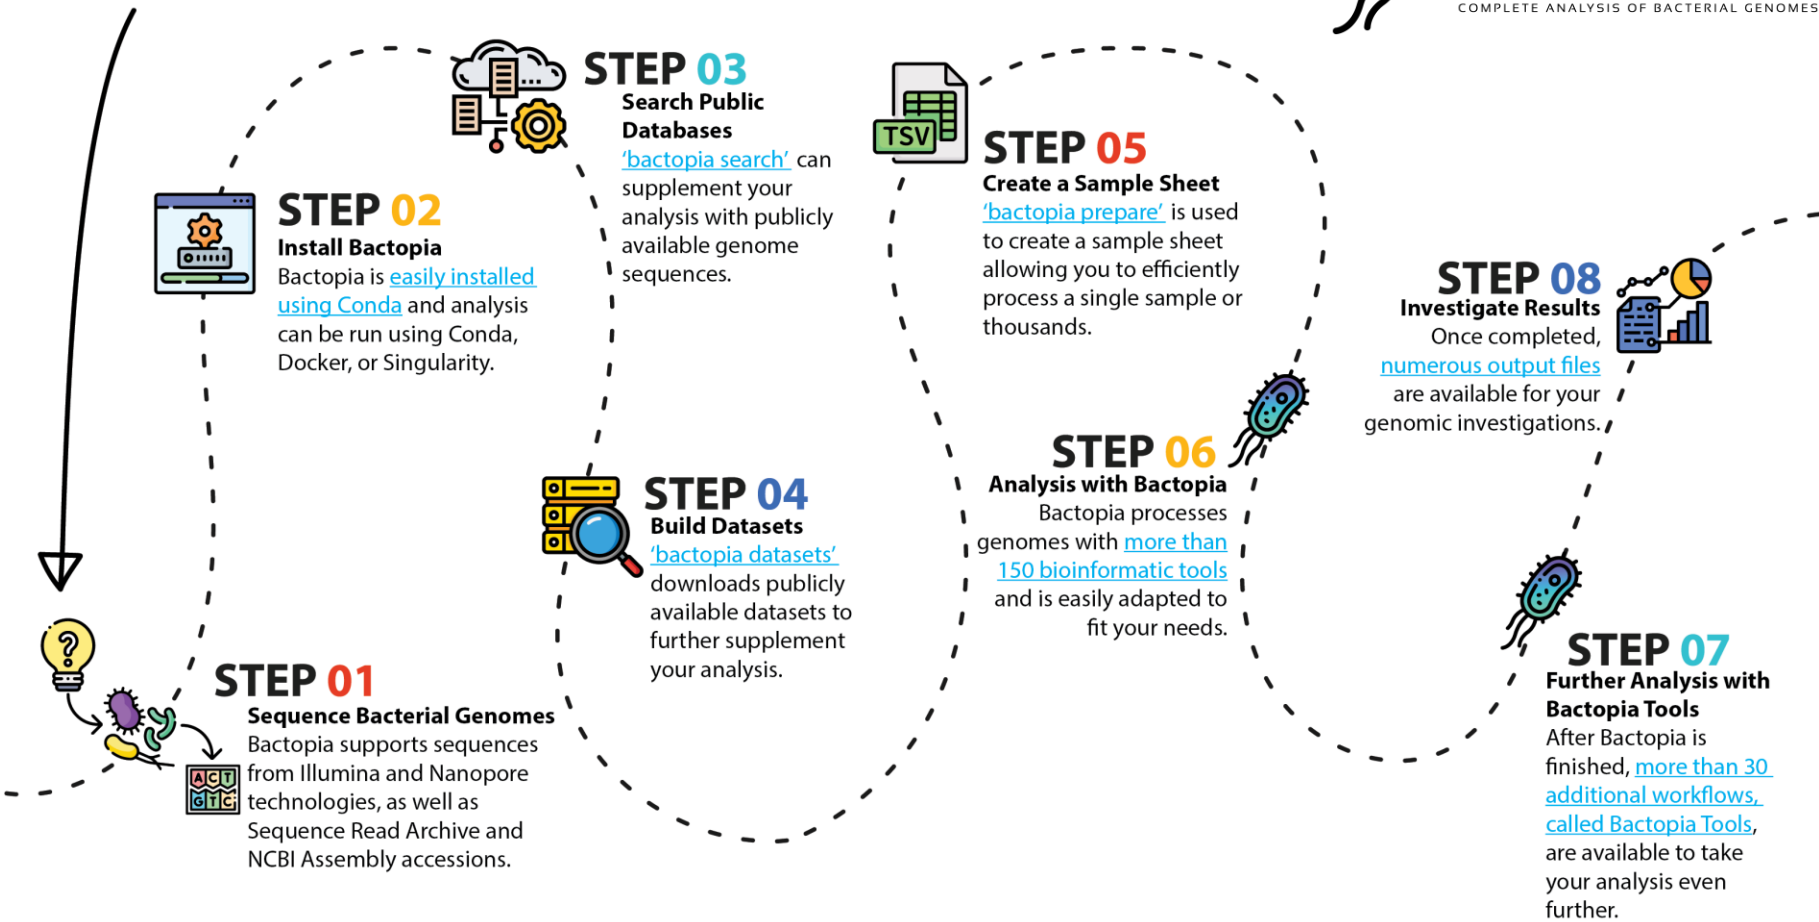 COMPLETE ANALYSIS OF BACTERIAL GENOMES
STEP 01
Sequence Bacterial Genomes
Bactopia supports sequences
from Illumina and Nanopore
technologies, as well as
Sequence Read Archive and
NCBI Assembly accessions.
?
ACT
GTC
STEP 02
Install Bactopia
Bactopia is easily installed
using Conda and analysis
can be run using Conda,
Docker, or Singularity.
STEP 03
Search Public
Databases
‘bactopia search’ can
supplement your
analysis with publicly
available genome
sequences.
STEP 04
Build Datasets
‘bactopia datasets’
downloads publicly
available datasets to
further supplement
your analysis.
TSV
STEP 05
Create a Sample Sheet
‘bactopia prepare’ is used
to create a sample sheet
allowing you to efficiently
process a single sample or
thousands.
STEP 06
Analysis with Bactopia
Bactopia processes
genomes with more than
150 bioinformatic tools
and is easily adapted to
fit your needs.
STEP 07
Further Analysis with
Bactopia Tools
After Bactopia is
finished, more than 30
additional workflows,
called Bactopia Tools,
are available to take
your analysis even
further.
STEP 08
Investigate Results
Once completed,
numerous output files
are available for your
genomic investigations.